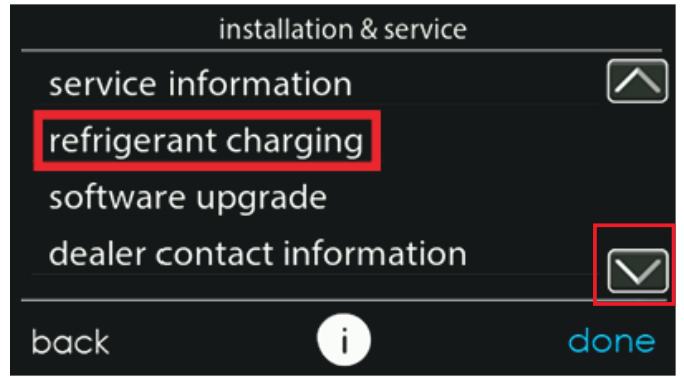 installation & service
service information
refrigerant charging
software upgrade
dealer contact information
back i done